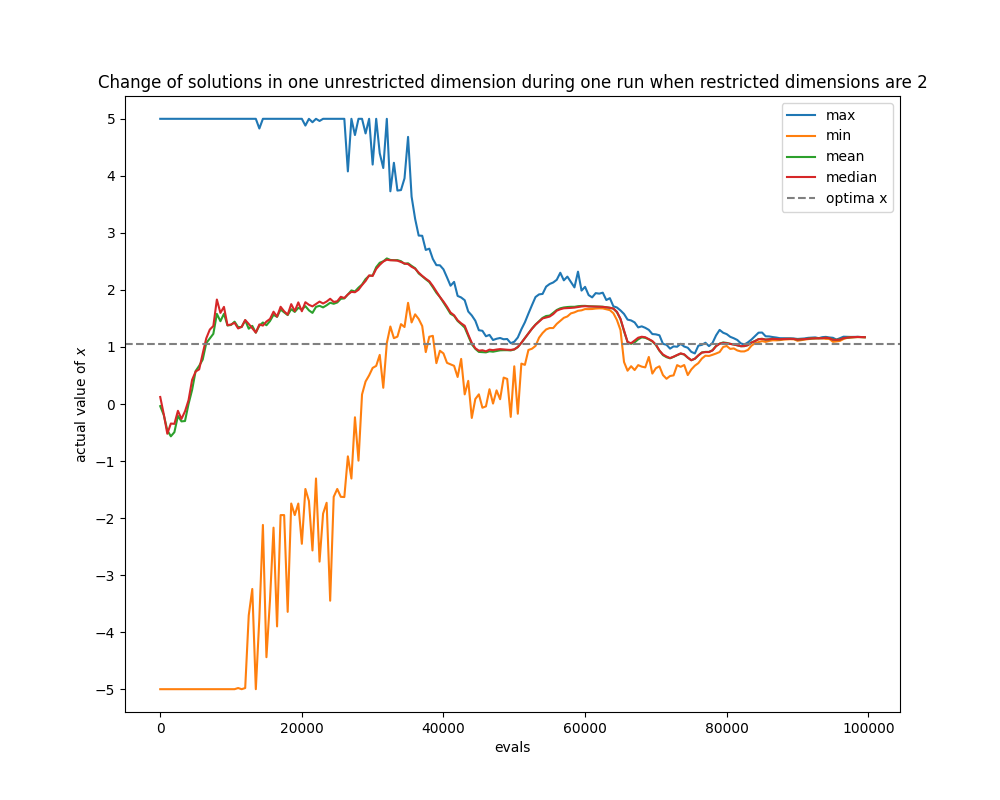 Change of solutions in one unrestricted dimension during one run when restricted dimensions are 2
max
min
mean
median
optima x
5
4
3
2
1
0
−1
−2
−3
−4
−5
actual value of x
0 20000 40000 60000 80000 100000
evals